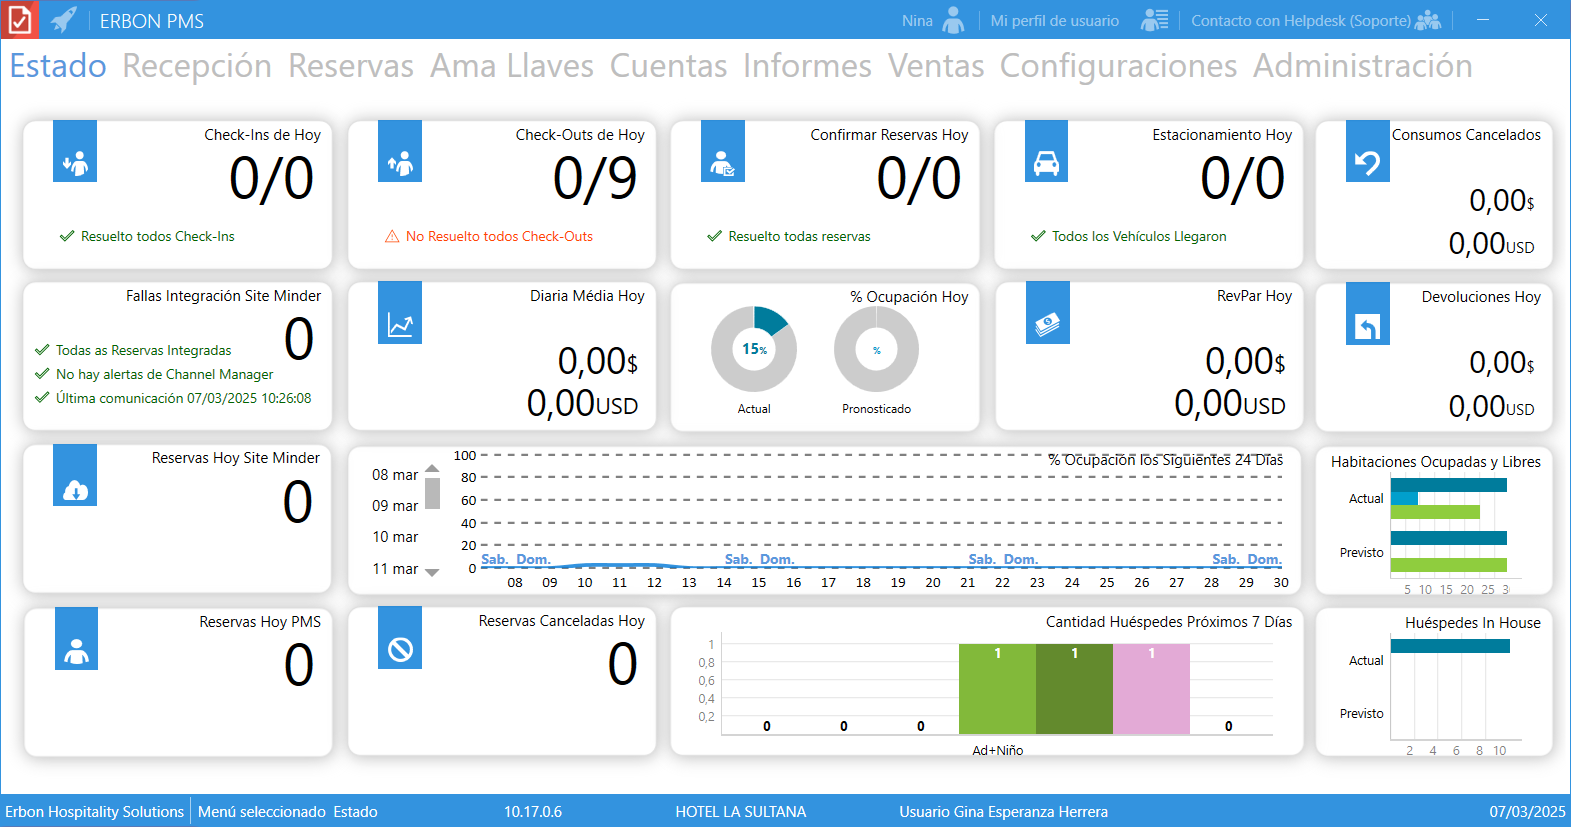 ERBON PMS
Nina
Mi perfil de usuario
Contacto con Helpdesk (Soporte)
Estado Recepción Reservas Ama Llaves Cuentas Informes Ventas Configuraciones Administración
Check-Ins de Hoy
0/0
Resuelto todos Check-Ins
Check-Outs de Hoy
0/9
No Resuelto todos Check-Outs
Confirmar Reservas Hoy
0/0
Resuelto todas reservas
Estacionamiento Hoy
0/0
Todos los Vehículos Llegaron
Consumos Cancelados
0,00$
0,00USD
Fallas Integración Site Minder
0
Todas as Reservas Integradas
No hay alertas de Channel Manager
Última comunicación 07/03/2025 10:26:08
Diaria Média Hoy
0,00$
0,00USD
% Ocupación Hoy
15%
%
Actual
Pronosticado
RevPar Hoy
0,00$
0,00USD
Devoluciones Hoy
0,00$
0,00USD
Reservas Hoy Site Minder
0
08 mar
09 mar
10 mar
11 mar
% Ocupación los Siguientes 24 Días
100
80
60
40
20
0
Sab. Dom. Sab. Dom. Sab. Dom. Sab. Dom.
08 09 10 11 12 13 14 15 16 17 18 19 20 21 22 23 24 25 26 27 28 29 30
Habitaciones Ocupadas y Libres
Actual
Previsto
5 10 15 20 25
Reservas Hoy PMS
0
Reservas Canceladas Hoy
0
Cantidad Huéspedes Próximos 7 Días
1
0,8
0,6
0,4
0,2
0 0 0 1 1 1 0
Ad+Niño
Huéspedes In House
Actual
Previsto
2 4 6 8 10
Erbon Hospitality Solutions
Menú seleccionado Estado
10.17.0.6
HOTEL LA SULTANA
Usuario Gina Esperanza Herrera
07/03/2025